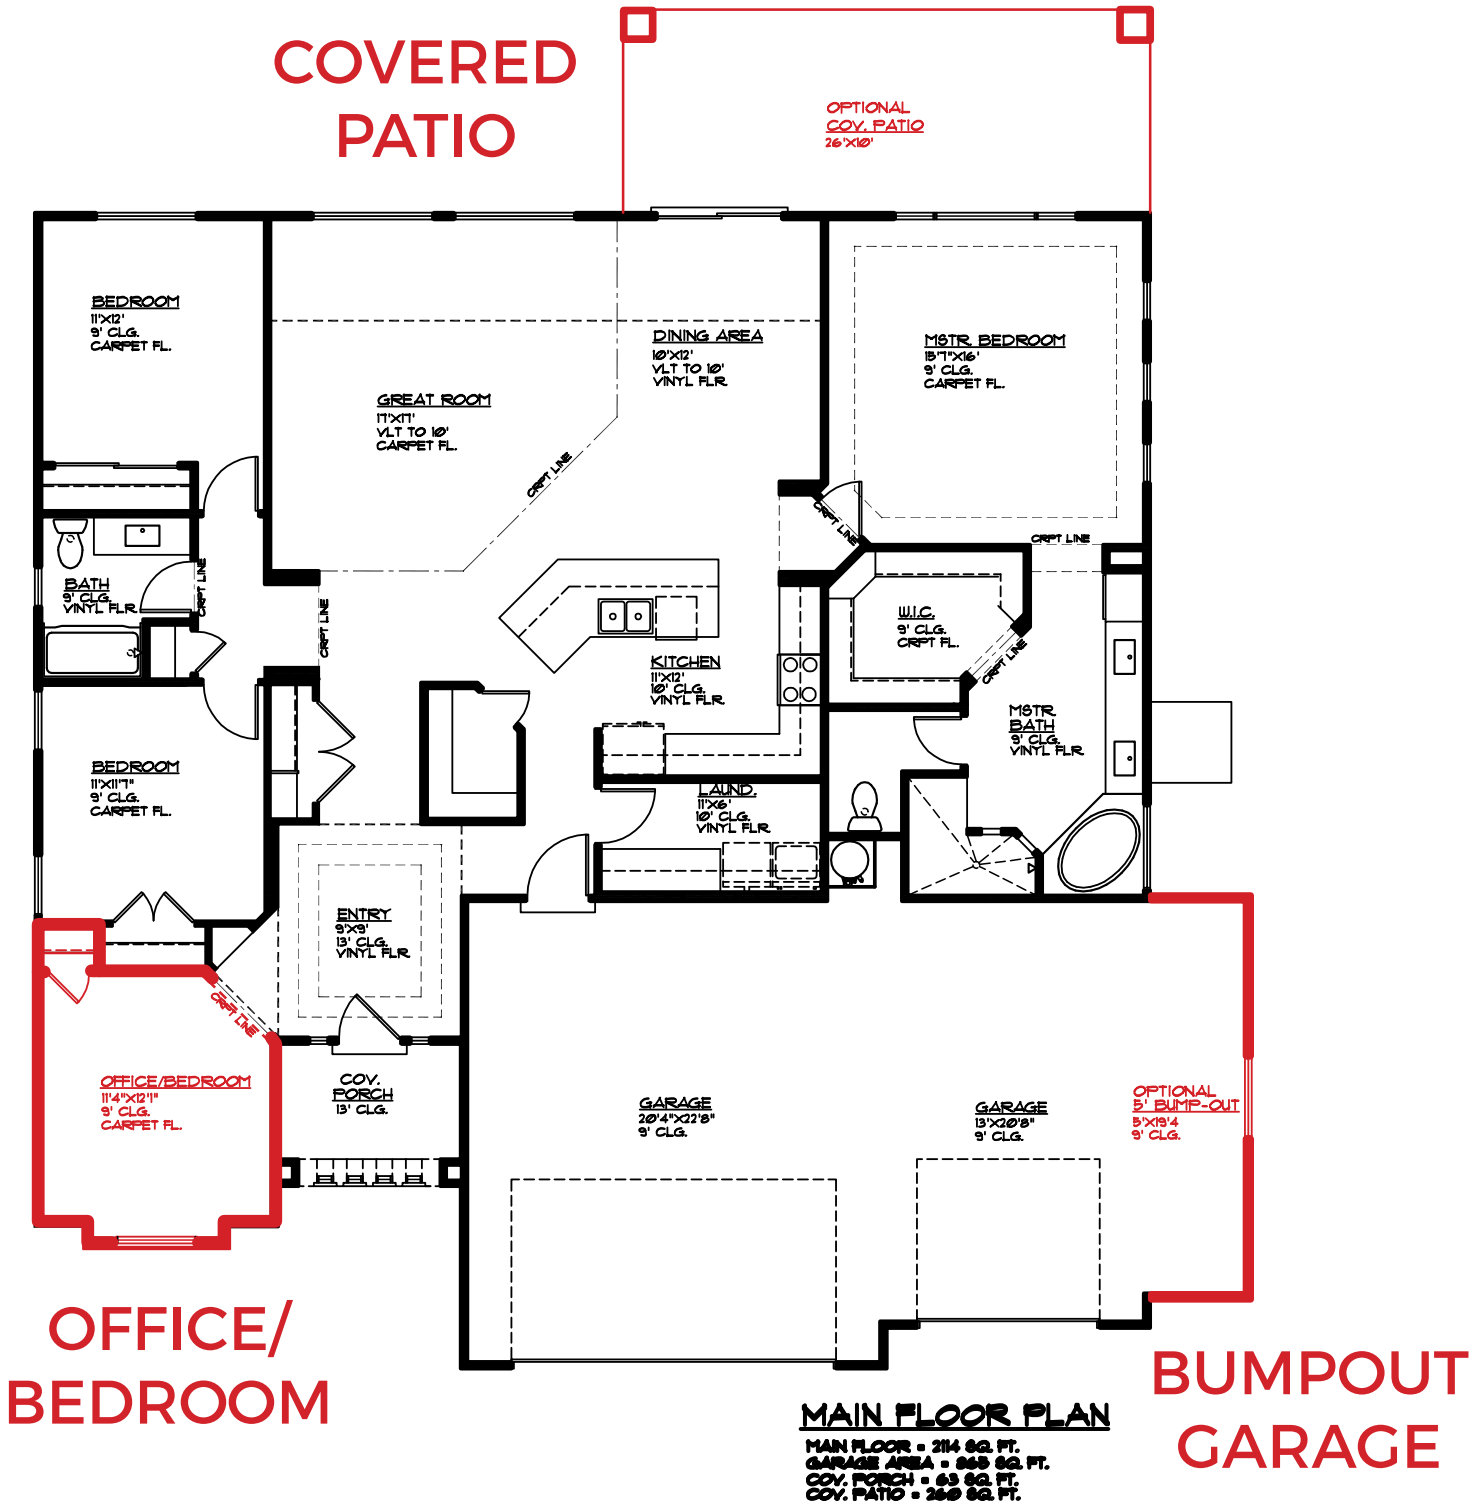 COVERED
PATIO
OPTIONAL
COV. PATIO
26'X10'
BEDROOM
11'X12'
9' CLG.
CARPET FL.
GREAT ROOM
17'X17'
VLT TO 10'
CARPET FL.
DINING AREA
10'X12'
VLT TO 10'
VINYL FLR
MSTR. BEDROOM
15'7"X16'
9' CLG.
CARPET FL.
CRPT LINE
CRPT LINE
CRPT LINE
BATH
9' CLG.
VINYL FLR
CRPT LINE
CRPT LINE
KITCHEN
11'X12'
10' CLG.
VINYL FLR
W.I.C.
9' CLG.
CRPT FL.
CRPT LINE
MSTR.
BATH
9' CLG.
VINYL FLR
BEDROOM
11'X11'7"
9' CLG.
CARPET FL.
LAUND.
11'X6'
10' CLG.
VINYL FLR
ENTRY
9'X9'
13' CLG.
VINYL FLR
CRPT LINE
OFFICE/BEDROOM
11'4"X12'1"
9' CLG.
CARPET FL.
COV.
PORCH
13' CLG.
GARAGE
20'4"X22'8"
9' CLG.
GARAGE
13'X20'8"
9' CLG.
OPTIONAL
5' BUMP-OUT
5'X19'4
9' CLG.
OFFICE/
BEDROOM
BUMPOUT
GARAGE
MAIN FLOOR PLAN
MAIN FLOOR = 2114 SQ. FT.
GARAGE AREA = 865 SQ. FT.
COV. PORCH = 63 SQ. FT.
COV. PATIO = 260 SQ. FT.